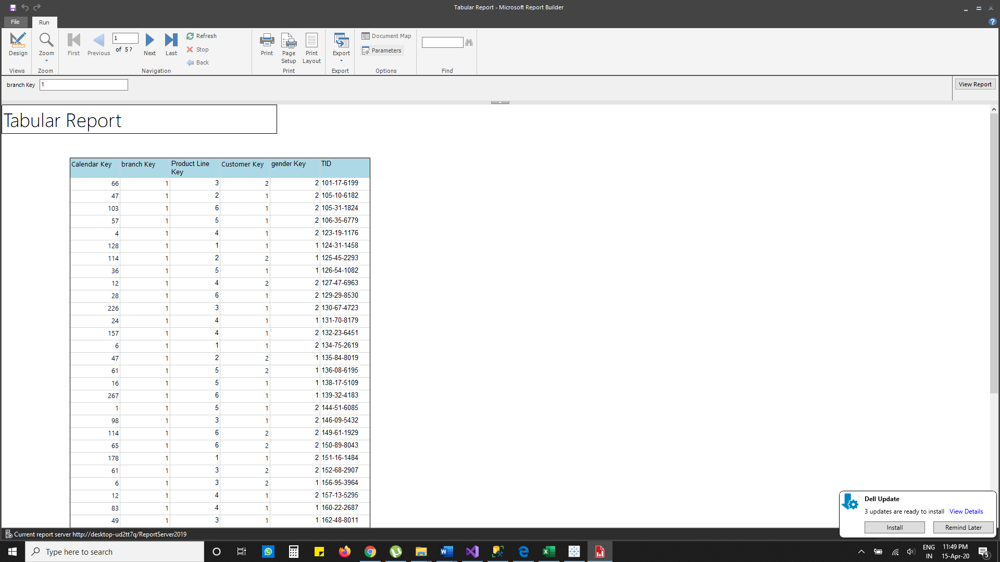 Tabular Report - Microsoft Report Builder
File
Run
Design
Zoom
First
Previous
1
of 5 ?
Next
Last
Refresh
Stop
Back
Print
Page Setup
Print Layout
Export
Document Map
Parameters
Views
Zoom
Navigation
Print
Export
Options
Find
branch Key 1
View Report
Tabular Report
Calendar Key branch Key Product Line Key Customer Key gender Key TID
66 1 3 2 2 101-17-6199
47 1 2 1 2 105-10-6182
103 1 6 1 2 105-31-1824
57 1 5 1 2 106-35-6779
4 1 4 1 2 123-19-1176
128 1 1 1 1 124-31-1458
114 1 2 2 1 125-45-2293
36 1 5 1 1 126-54-1082
12 1 4 2 2 127-47-6963
28 1 6 1 2 129-29-8530
226 1 3 1 2 130-67-4723
24 1 4 1 1 131-70-8179
157 1 4 1 2 132-23-6451
6 1 1 1 2 134-75-2619
47 1 2 2 1 135-84-8019
61 1 5 2 1 136-08-6195
16 1 5 1 1 138-17-5109
267 1 6 1 1 139-32-4183
1 1 5 1 2 144-51-6085
98 1 3 1 2 146-09-5432
114 1 6 2 2 149-61-1929
65 1 6 2 2 150-89-8043
178 1 1 1 2 151-16-1484
61 1 3 2 2 152-68-2907
6 1 3 2 1 156-95-3964
12 1 4 1 2 157-13-5295
83 1 4 1 1 160-22-2687
49 1 3 1 1 162-48-8011
Dell Update
3 updates are ready to install View Details
Install
Remind Later
Current report server http://desktop-ud2tt7q/ReportServer2019
Type here to search
ENG
IN
11:49 PM
15-Apr-20
5